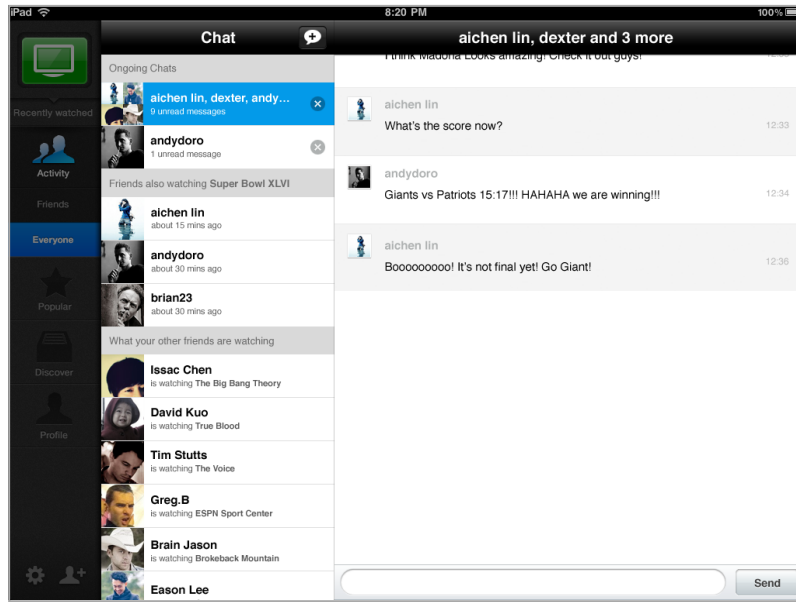 iPad 8:20 PM 100%
Chat
aichen lin, dexter and 3 more
Recently watched
Activity
Friends
Everyone
Popular
Discover
Profile
Ongoing Chats
aichen lin, dexter, andy...
9 unread messages
andydoro
1 unread message
Friends also watching Super Bowl XLVI
aichen lin
about 15 mins ago
andydoro
about 30 mins ago
brian23
about 30 mins ago
What your other friends are watching
Issac Chen
is watching The Big Bang Theory
David Kuo
is watching True Blood
Tim Stutts
is watching The Voice
Greg.B
is watching ESPN Sport Center
Brain Jason
is watching Brokeback Mountain
Eason Lee
I think Madona Looks amazing! Check it out guys!
aichen lin
What's the score now? 12:33
andydoro
Giants vs Patriots 15:17!!! HAHAHA we are winning!!! 12:34
aichen lin
Booooooooo! It's not final yet! Go Giant! 12:36
Send